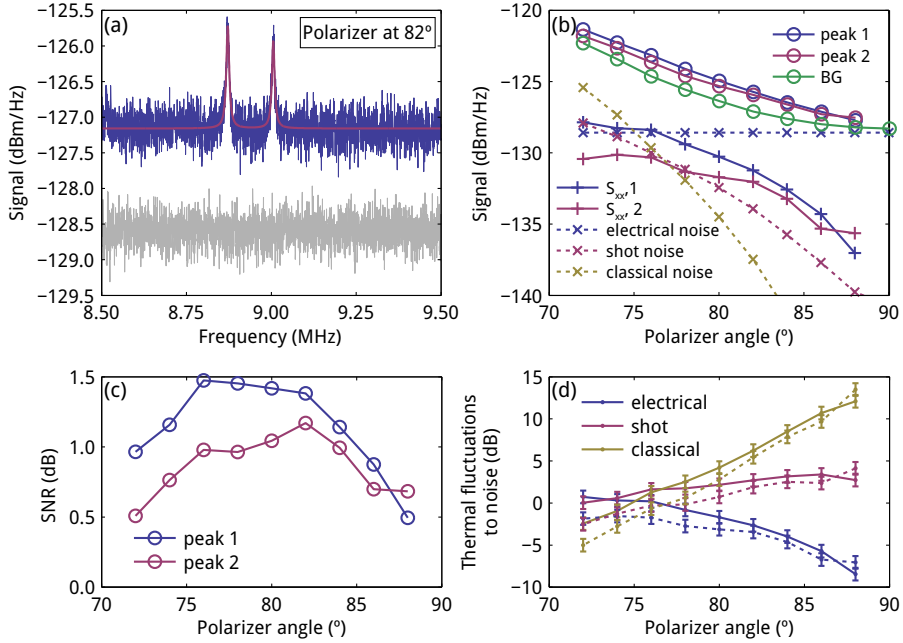 (a)
Polarizer at 82º
−125.5
−126.0
−126.5
−127.0
−127.5
−128.0
−128.5
−129.0
−129.5
Signal (dBm/Hz)
8.50
8.75
9.00
9.25
9.50
Frequency (MHz)
(b)
−120
−125
−130
−135
−140
Signal (dBm/Hz)
peak 1
peak 2
BG
Sxx, 1
Sxx, 2
electrical noise
shot noise
classical noise
70
75
80
85
90
Polarizer angle (º)
(c)
1.5
1.0
0.5
0.0
SNR (dB)
peak 1
peak 2
70
75
80
85
90
Polarizer angle (º)
(d)
15
10
5
0
−5
−10
Thermal fluctuations
to noise (dB)
electrical
shot
classical
70
75
80
85
90
Polarizer angle (º)